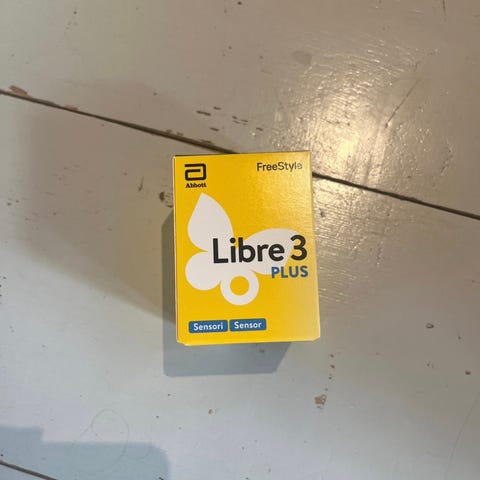 Abbott
FreeStyle
Libre 3
PLUS
Sensori Sensor